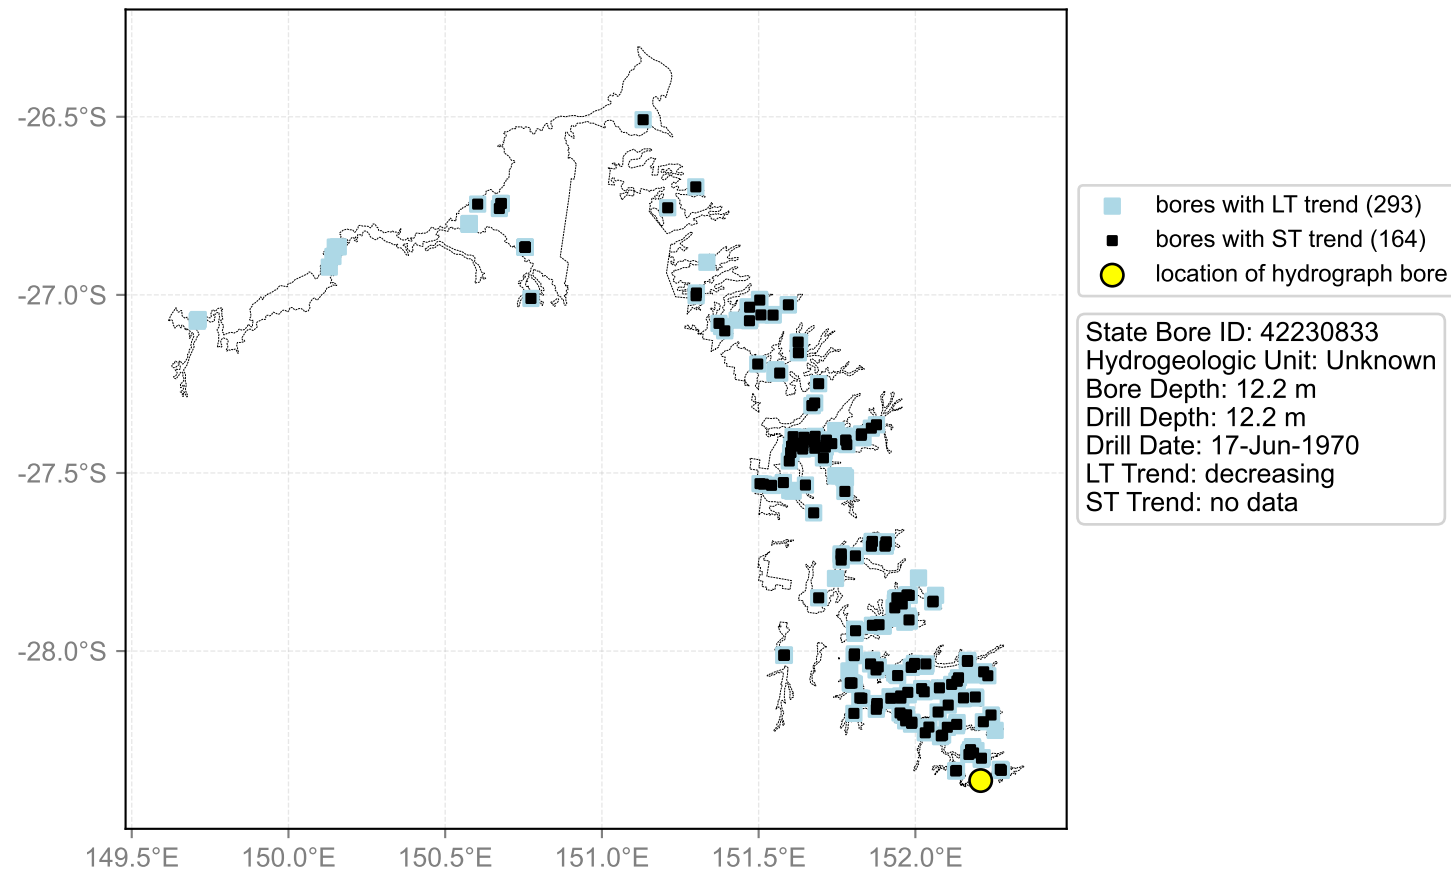 -26.5°S
-27.0°S
-27.5°S
-28.0°S
149.5°E 150.0°E 150.5°E 151.0°E 151.5°E 152.0°E
bores with LT trend (293)
bores with ST trend (164)
location of hydrograph bore
State Bore ID: 42230833
Hydrogeologic Unit: Unknown
Bore Depth: 12.2 m
Drill Depth: 12.2 m
Drill Date: 17-Jun-1970
LT Trend: decreasing
ST Trend: no data